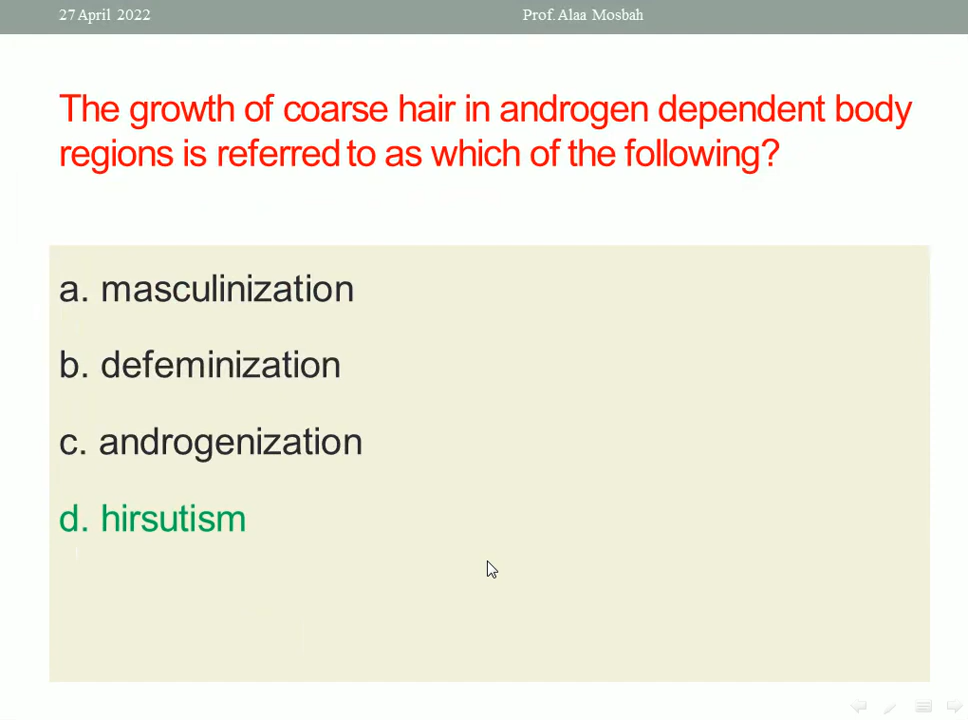 27 April 2022
Prof. Alaa Mosbah
The growth of coarse hair in androgen dependent body
regions is referred to as which of the following?
a. masculinization
b. defeminization
c. androgenization
d. hirsutism